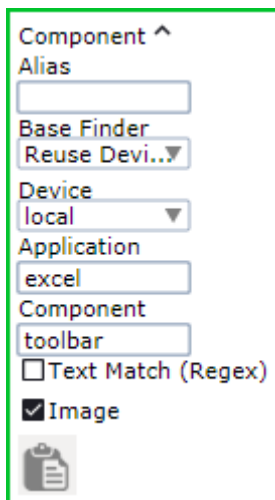 Component ^
Alias
Base Finder
Reuse Devi...
Device
local
Application
excel
Component
toolbar
Text Match (Regex)
Image